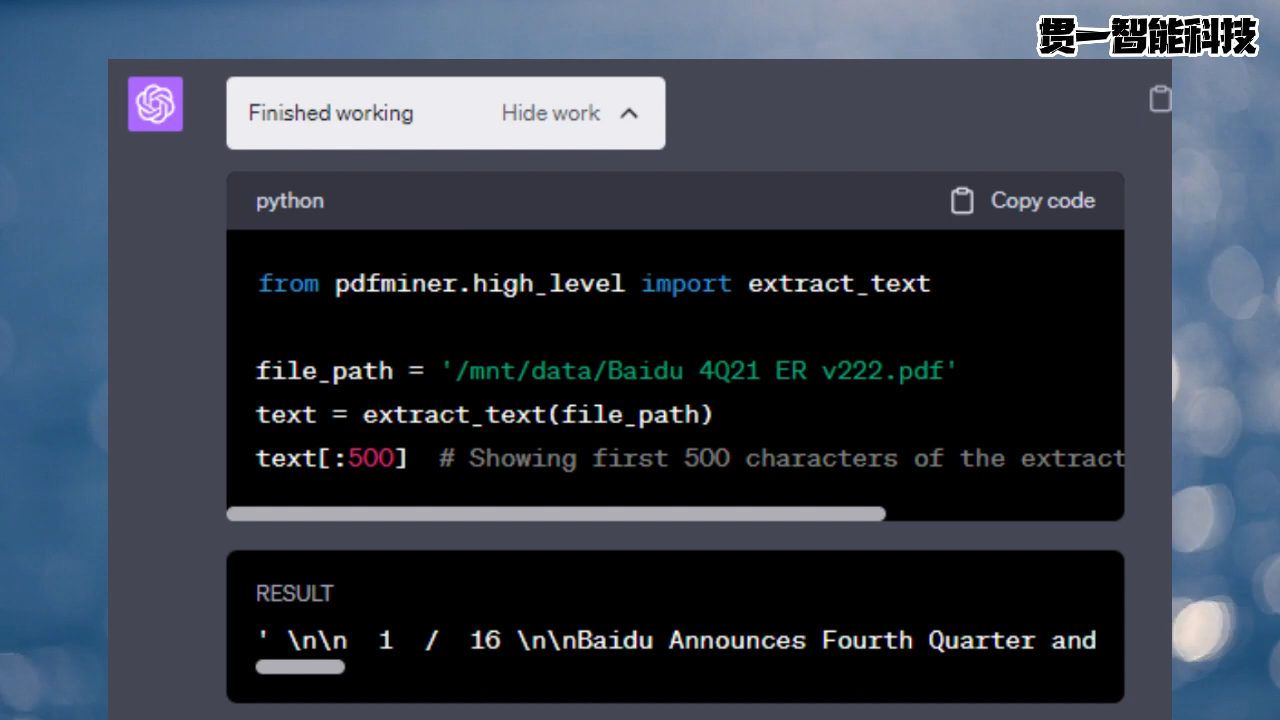 贯一智能科技
Finished working Hide work
python Copy code
from pdfminer.high_level import extract_text
file_path = '/mnt/data/Baidu 4Q21 ER v222.pdf'
text = extract_text(file_path)
text[:500]  # Showing first 500 characters of the extract
RESULT
' \n\n  1  /  16 \n\nBaidu Announces Fourth Quarter and